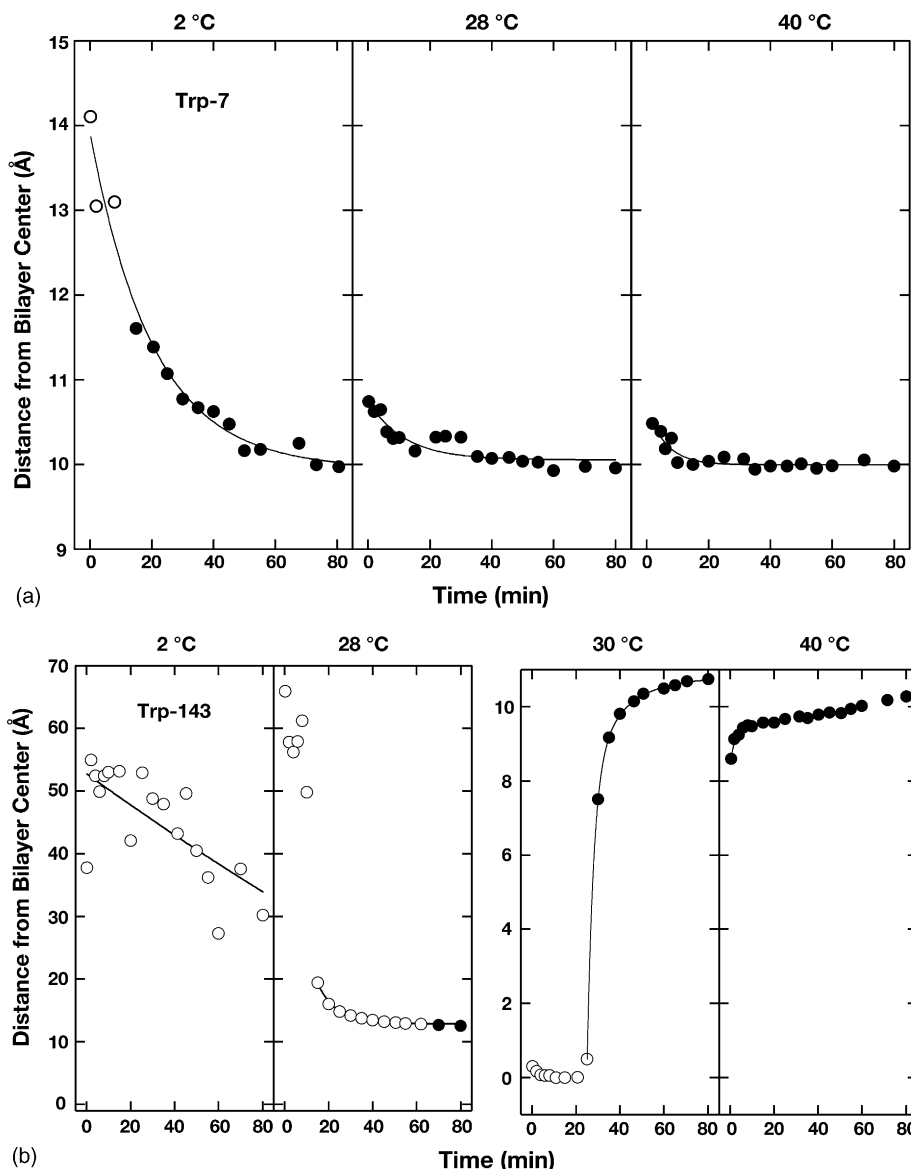 2 °C 28 °C 40 °C
15
Trp-7
14
13
12
11
10
9
Distance from Bilayer Center (Å)
0 20 40 60 80 0 20 40 60 80 0 20 40 60 80
Time (min)
(a)
2 °C 28 °C 30 °C 40 °C
70
Trp-143
60
50
40
30
20
10
0
Distance from Bilayer Center (Å)
10
8
6
4
2
0
0 20 40 60 80 0 20 40 60 80 0 20 40 60 80 0 20 40 60 80
Time (min) Time (min)
(b)